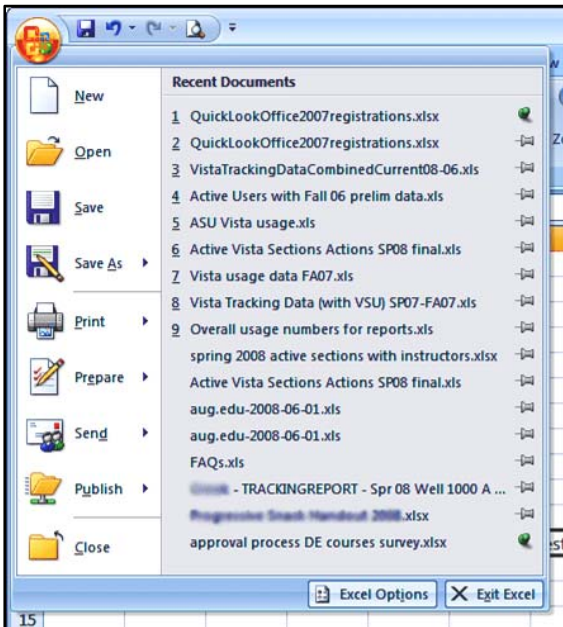 New
Open
Save
Save As
Print
Prepare
Send
Publish
Close
Recent Documents
1 QuickLookOffice2007registrations.xlsx
2 QuickLookOffice2007registrations.xlsx
3 VistaTrackingDataCombinedCurrent08-06.xls
4 Active Users with Fall 06 prelim data.xls
5 ASU Vista usage.xls
6 Active Vista Sections Actions SP08 final.xls
7 Vista usage data FA07.xls
8 Vista Tracking Data (with VSU) SP07-FA07.xls
9 Overall usage numbers for reports.xls
spring 2008 active sections with instructors.xlsx
Active Vista Sections Actions SP08 final.xls
aug.edu-2008-06-01.xls
aug.edu-2008-06-01.xls
FAQs.xls
- TRACKINGREPORT - Spr 08 Well 1000 A ...
.xlsx
approval process DE courses survey.xlsx
Excel Options
Exit Excel
15